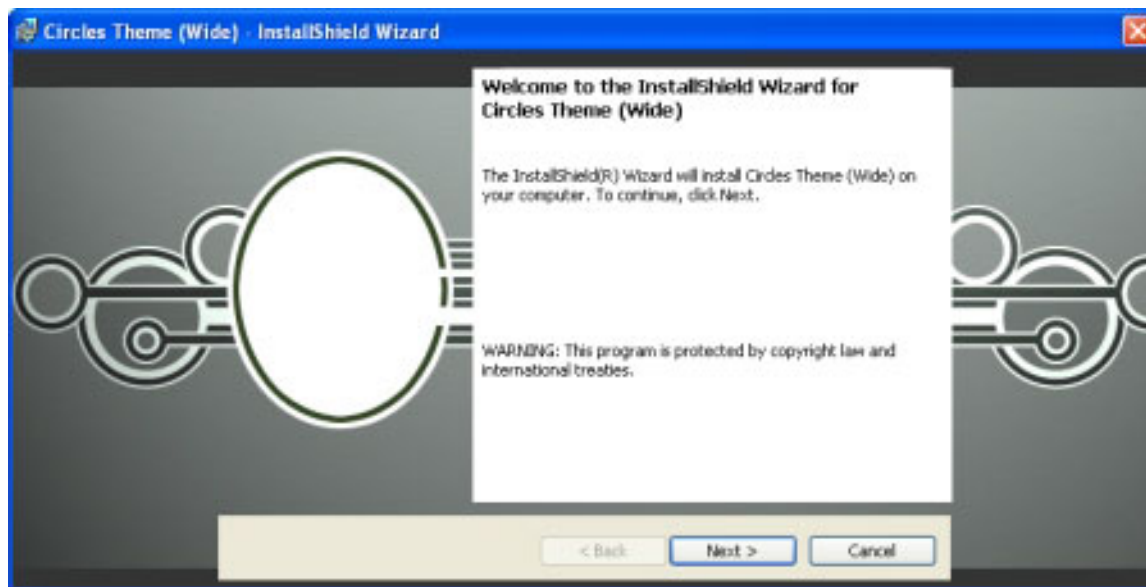 Circles Theme (Wide) - InstallShield Wizard
Welcome to the InstallShield Wizard for
Circles Theme (Wide)
The InstallShield(R) Wizard will install Circles Theme (Wide) on
your computer. To continue, click Next.
WARNING: This program is protected by copyright law and
international treaties.
< Back
Next >
Cancel